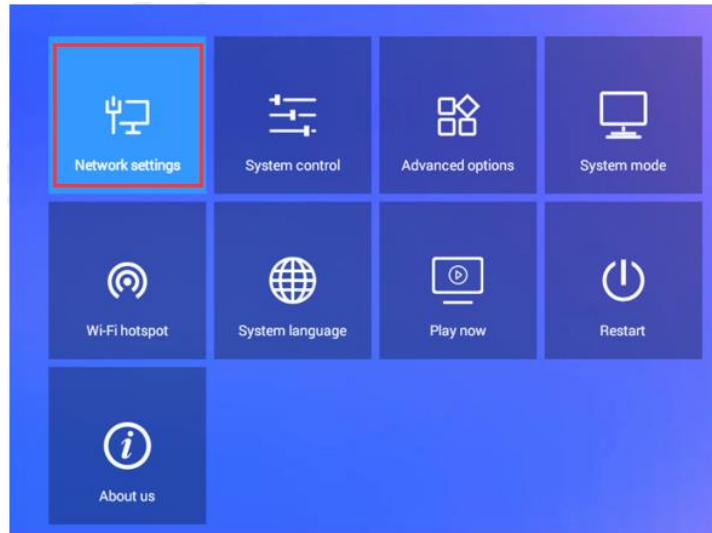 Network settings
System control
Advanced options
System mode
Wi-Fi hotspot
System language
Play now
Restart
About us